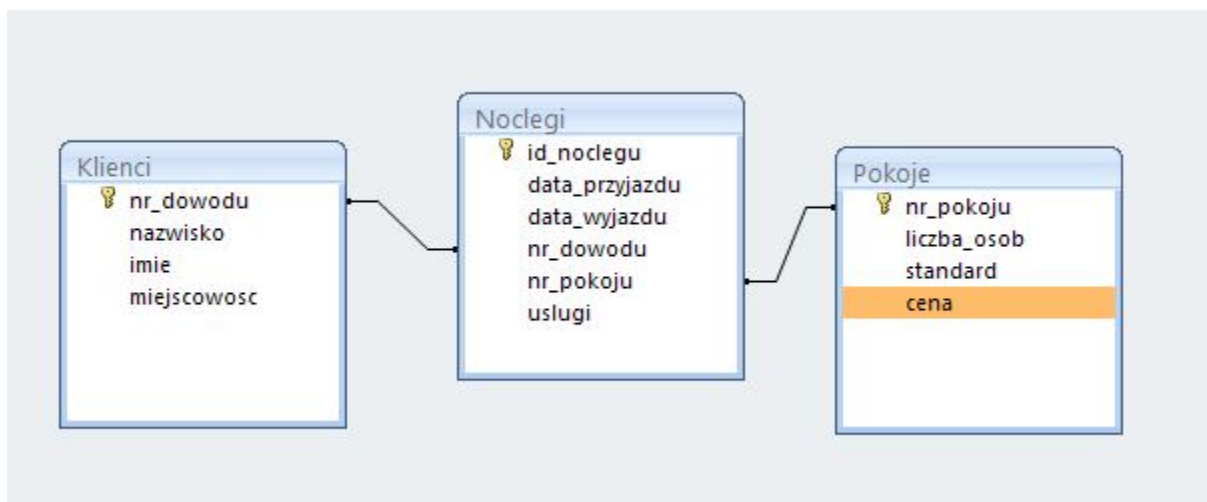 Klienci
nr_dowodu
nazwisko
imie
miejscowosc
Noclegi
id_noclegu
data_przyjazdu
data_wyjazdu
nr_dowodu
nr_pokoju
uslugi
Pokoje
nr_pokoju
liczba_osob
standard
cena